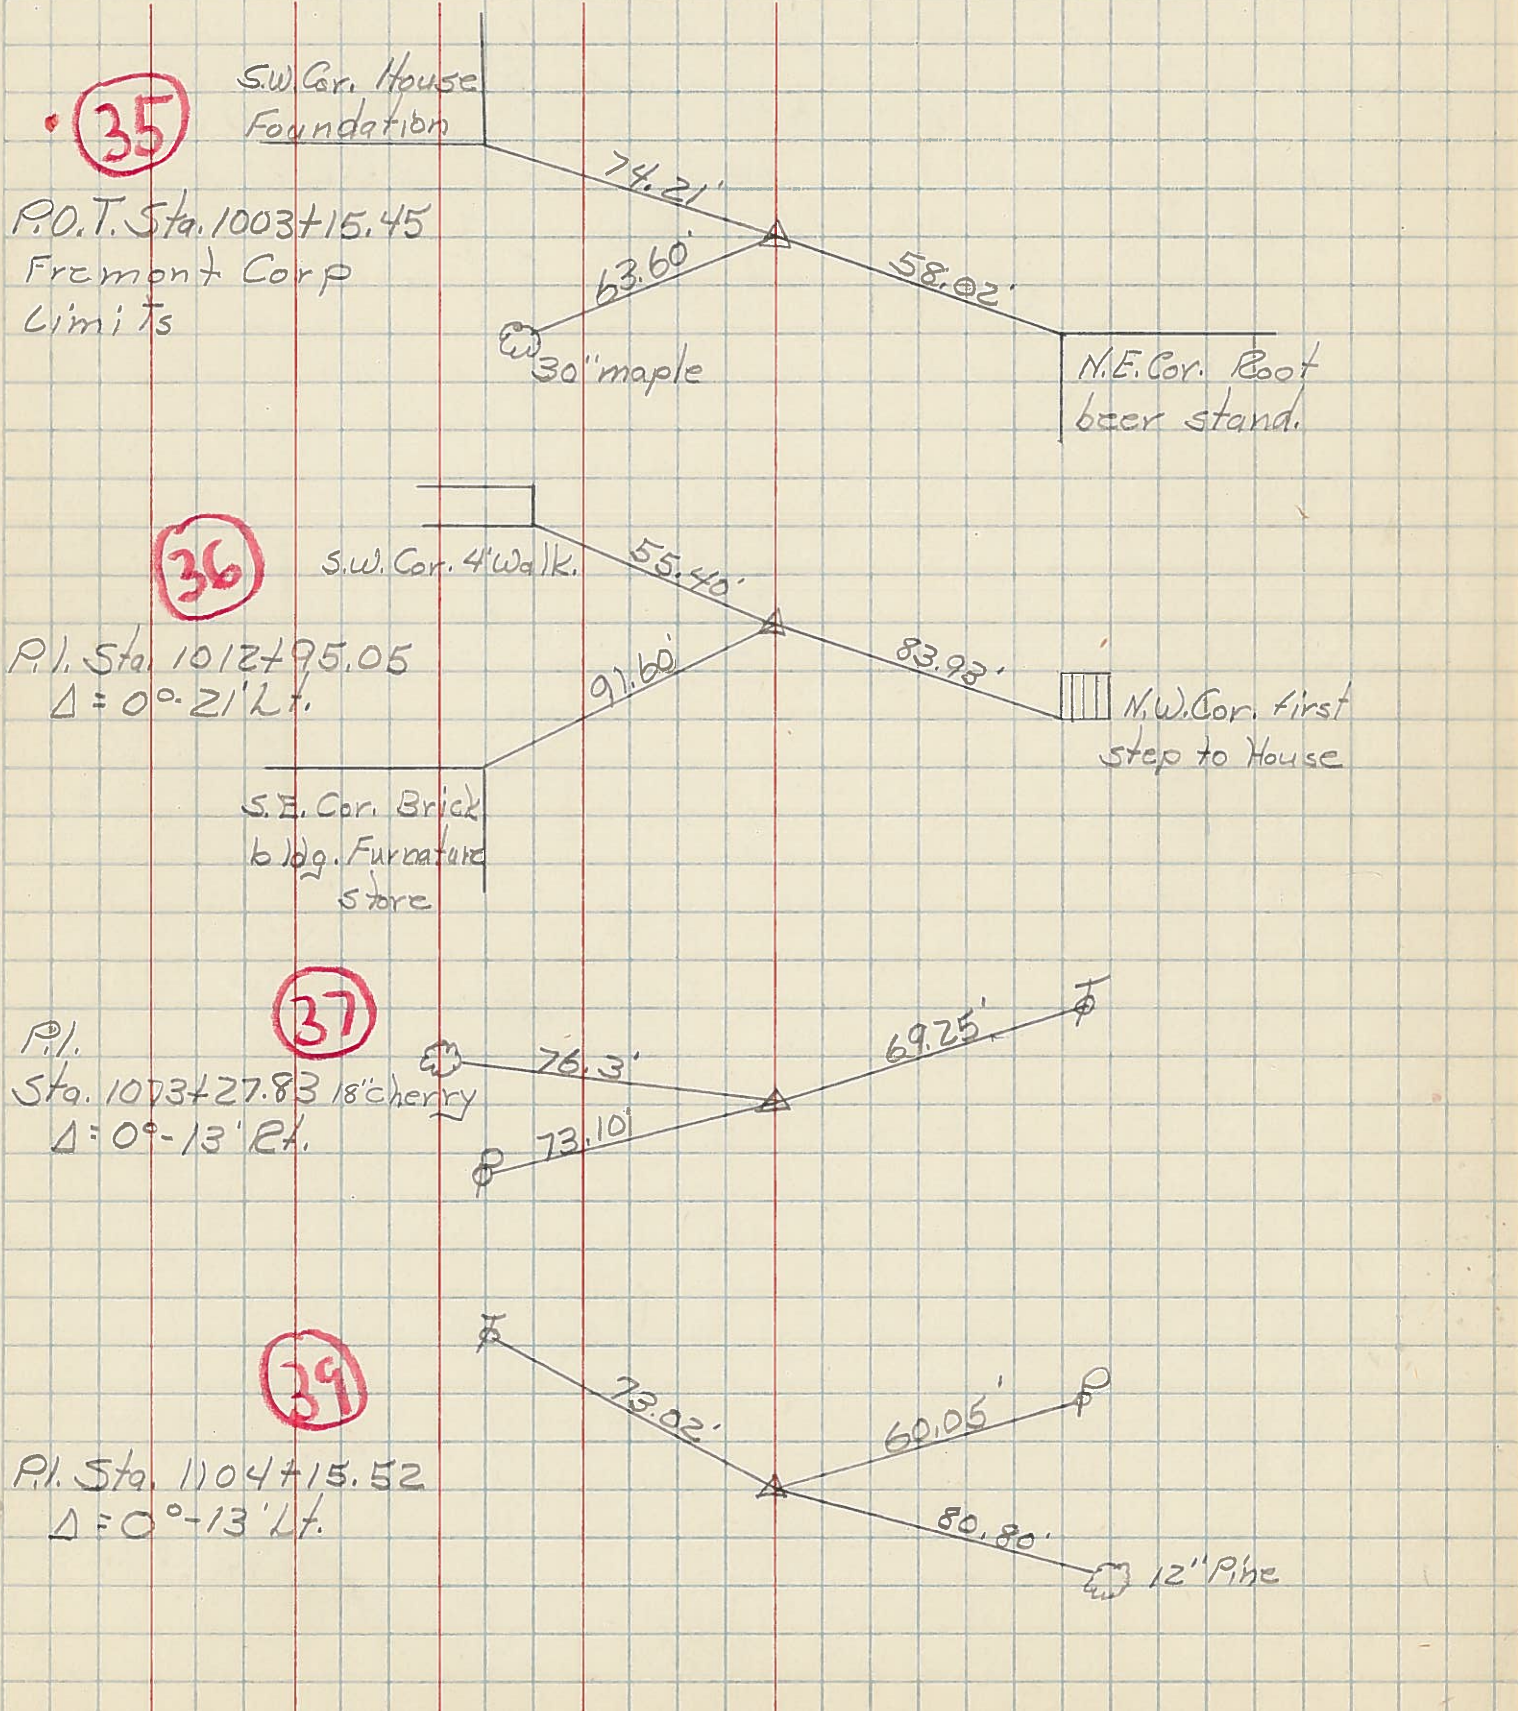 35
S.W. Cor. House
Foundation
74.21'
P.O.T. Sta. 1003+15.45
Fremont Corp
Limits
63.60'
58.02'
30" maple
N.E. Cor. Root
beer stand.
36
S.W. Cor. 4' Walk.
55.40'
P.I. Sta. 1012+95.05
Δ = 0°-21' Lt.
91.60'
83.93'
N.W. Cor. first
step to House
S.E. Cor. Brick
bldg. Furnature
store
37
P.I.
Sta. 1073+27.83
Δ = 0°-13' Rt.
18" cherry
76.3'
69.25'
73.10'
39
73.02'
60.05'
P.I. Sta. 1104+15.52
Δ = 0°-13' Lt.
80.80'
12" Pine